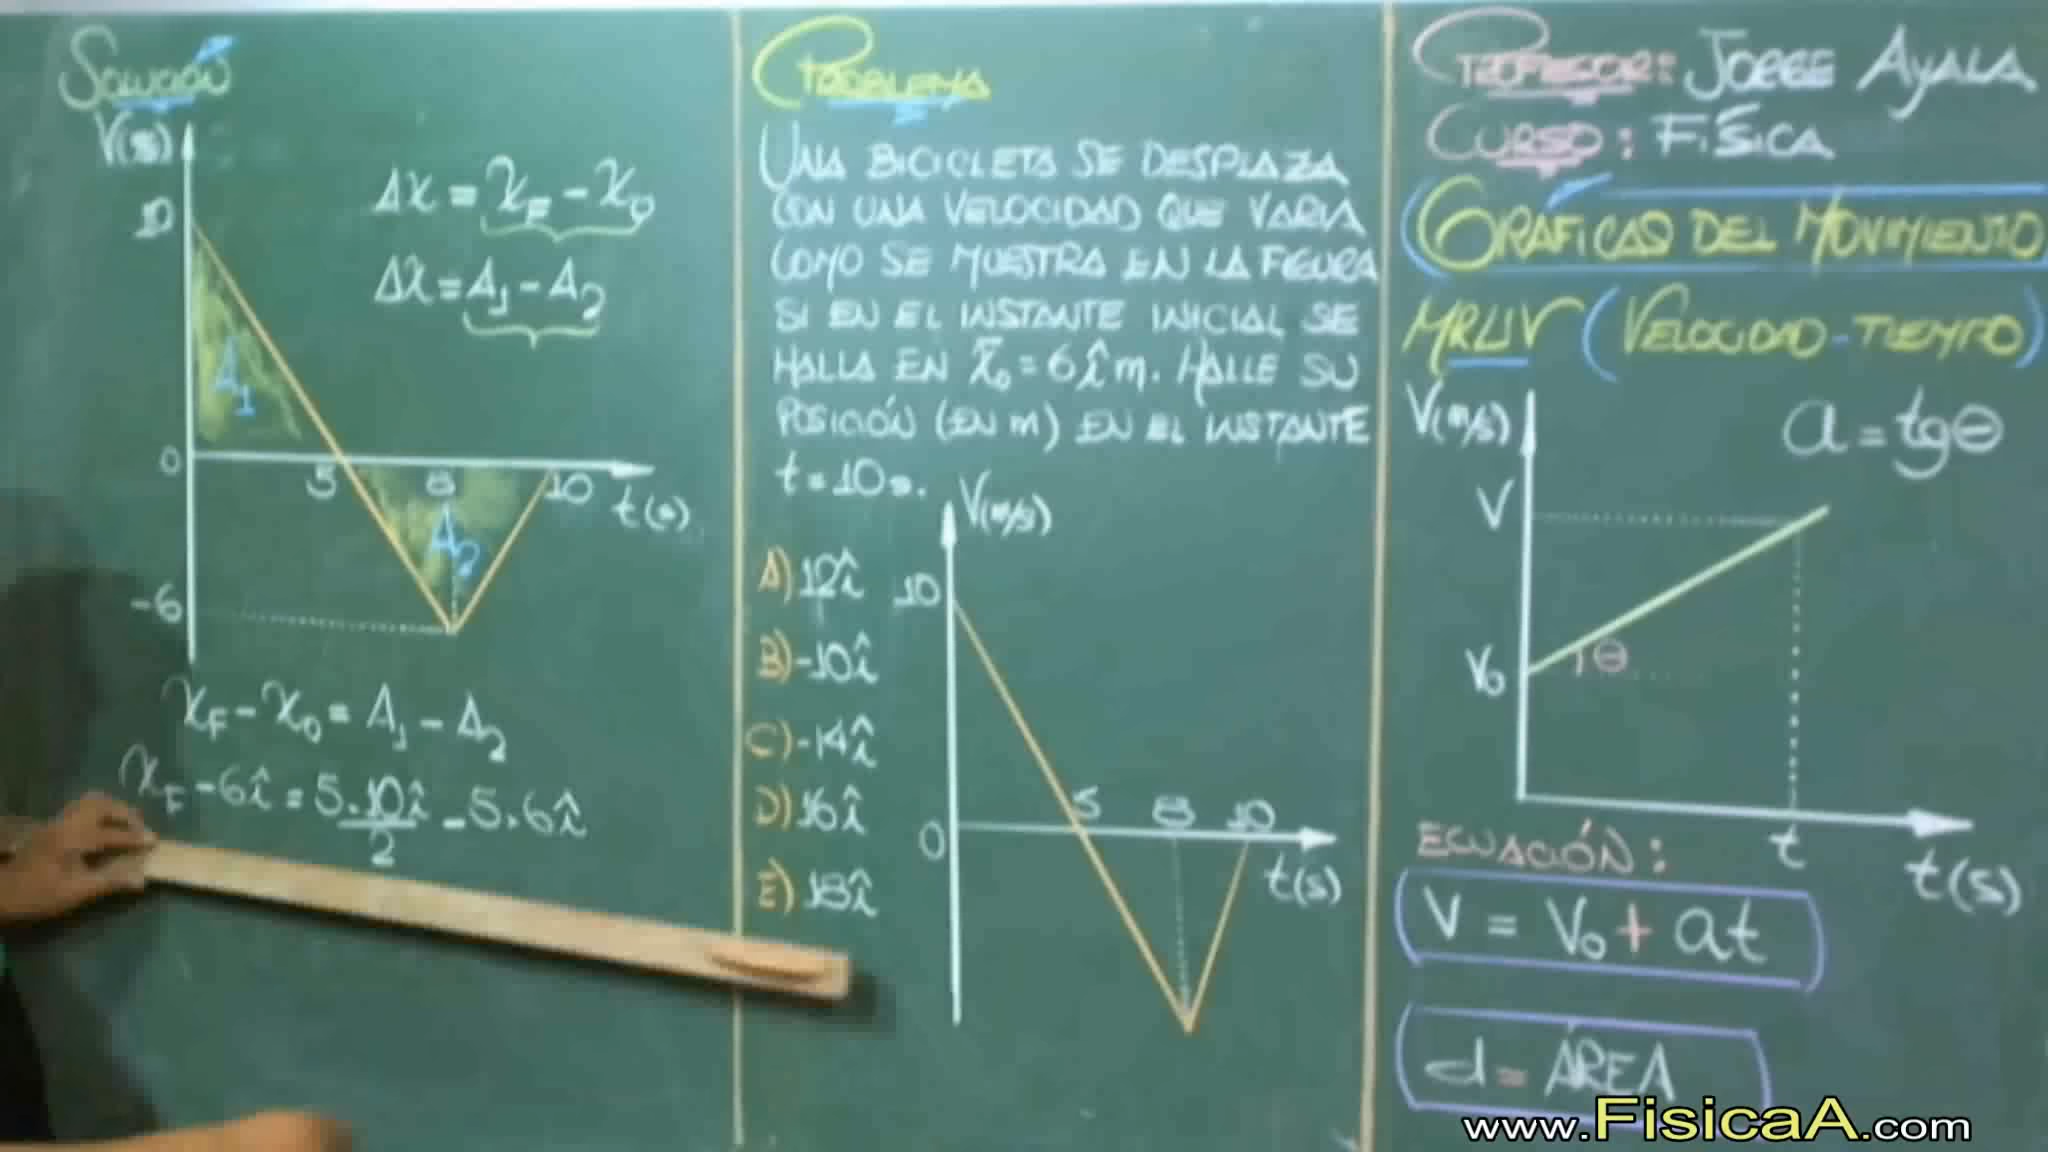 SOLUCIÓN
V(s)
10
ΔX = X_F - X_0
ΔX = A_1 - A_2
A_1
0
5
8
10
t(s)
A_2
-6
X_F - X_0 = A_1 - A_2
X_F - 6î = 5.10î/2 - 5.6î
PROBLEMA
UNA BICICLETA SE DESPLAZA
CON UNA VELOCIDAD QUE VARIA
COMO SE MUESTRA EN LA FIGURA
SI EN EL INSTANTE INICIAL SE
HALLA EN X̄_0 = 6î m. HALLE SU
POSICIÓN (EN m) EN EL INSTANTE
t = 10s.
V(m/s)
A) 12î
B) -10î
C) -14î
D) 16î
E) 18î
10
5
8
10
0
t(s)
PROFESOR: JORGE AYALA
CURSO: FÍSICA
GRÁFICAS DEL MOVIMIENTO
MRUV (VELOCIDAD-TIEMPO)
V(m/s)
a = tgθ
V
V_0
θ
t
t(s)
ECUACIÓN:
V = V_0 + at
d = ÁREA
www.FisicaA.com